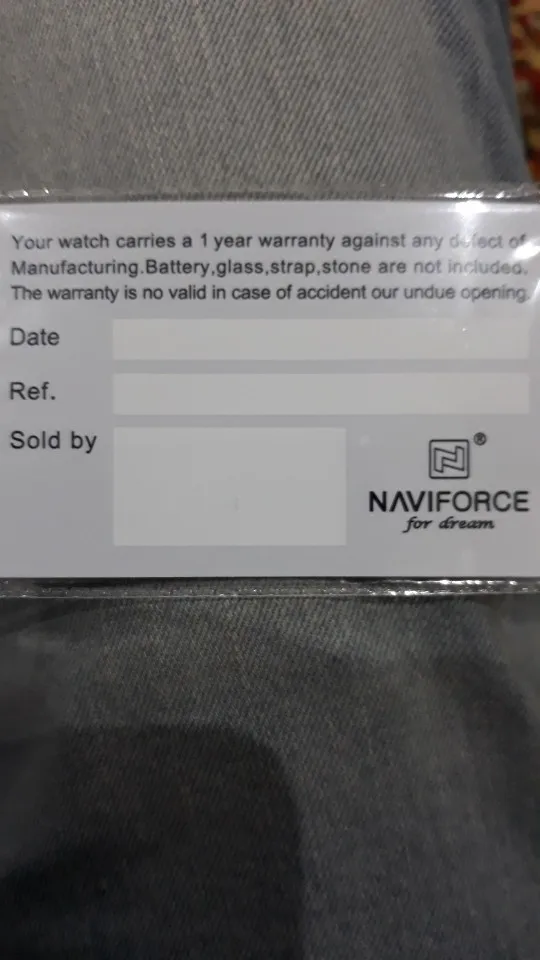 Your watch carries a 1 year warranty against any defect of
Manufacturing.Battery,glass,strap,stone are not included.
The warranty is no valid in case of accident our undue opening.
Date
Ref.
Sold by
®
NAVIFORCE
for dream